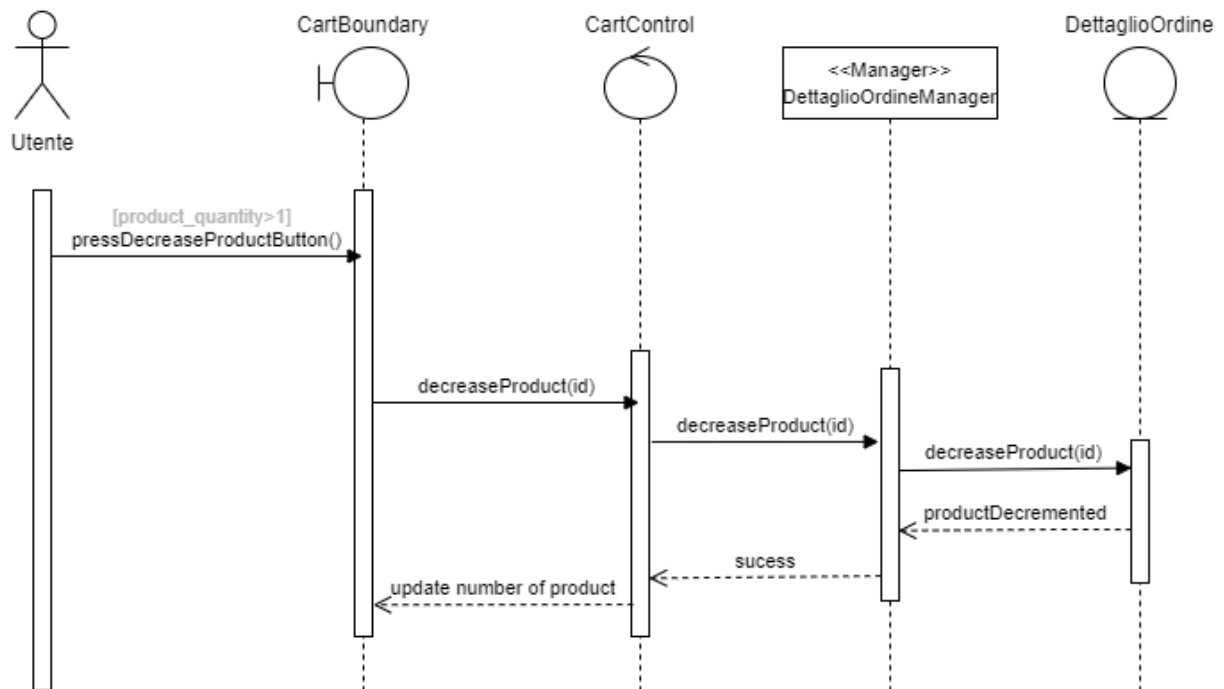 CartBoundary
CartControl
DettaglioOrdine
<<Manager>>
DettaglioOrdineManager
Utente
[product_quantity>1]
pressDecreaseProductButton()
decreaseProduct(id)
decreaseProduct(id)
decreaseProduct(id)
productDecremented
sucess
update number of product